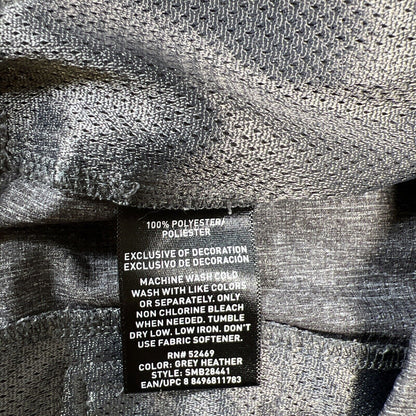 100% POLYESTER/
POLIÉSTER
EXCLUSIVE OF DECORATION
EXCLUSIVO DE DECORACIÓN
MACHINE WASH COLD
WASH WITH LIKE COLORS
OR SEPARATELY. ONLY
NON CHLORINE BLEACH
WHEN NEEDED. TUMBLE
DRY LOW. LOW IRON. DON'T
USE FABRIC SOFTENER.
RN# 52469
COLOR: GREY HEATHER
STYLE: SMB28441
EAN/UPC 8 8496811783